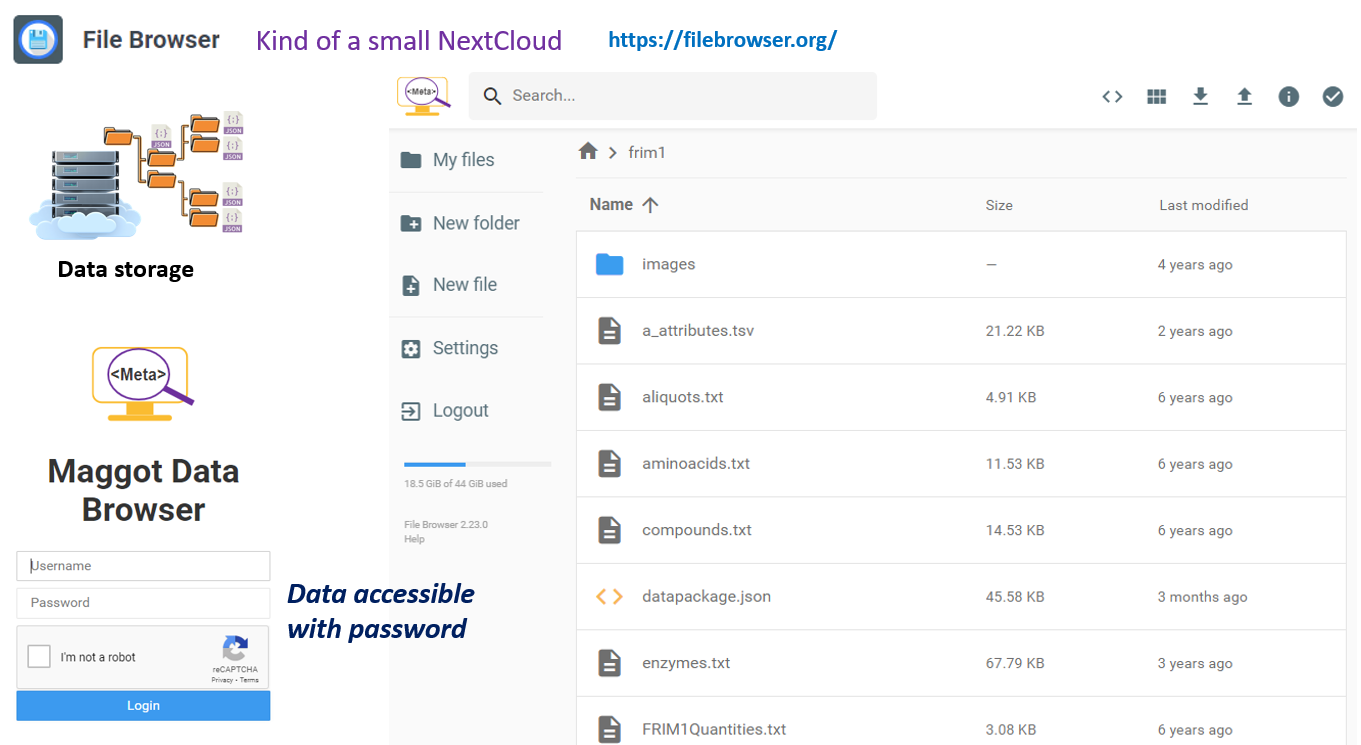 File Browser
Kind of a small NextCloud
https://filebrowser.org/
{:}
JSON
{:}
JSON
{:}
JSON
{:}
JSON
{:}
JSON
Data storage
<Meta>
Maggot Data
Browser
Username
Password
I'm not a robot
reCAPTCHA
Privacy - Terms
Login
Data accessible
with password
<Meta>
Search...
My files
New folder
New file
Settings
Logout
18.5 GiB of 44 GiB used
File Browser 2.23.0
Help
frim1
Name Size Last modified
images — 4 years ago
a_attributes.tsv 21.22 KB 2 years ago
aliquots.txt 4.91 KB 6 years ago
aminoacids.txt 11.53 KB 6 years ago
compounds.txt 14.53 KB 6 years ago
datapackage.json 45.58 KB 3 months ago
enzymes.txt 67.79 KB 3 years ago
FRIM1Quantities.txt 3.08 KB 6 years ago